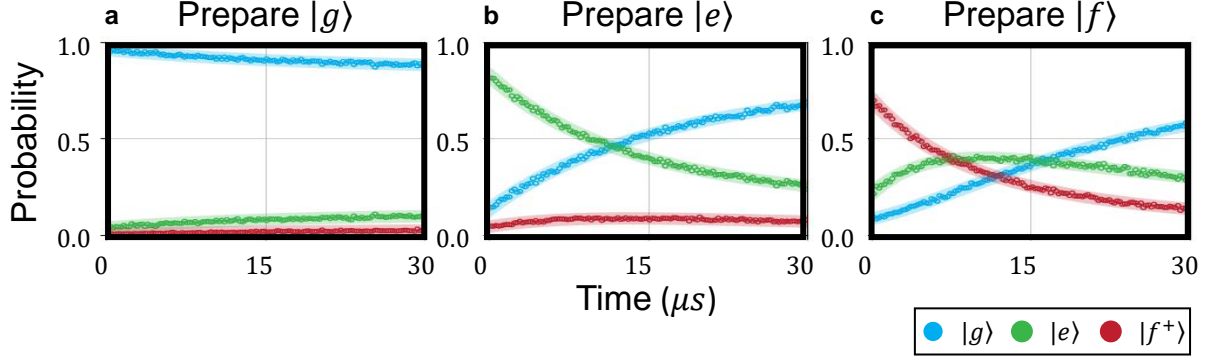 a Prepare |g⟩ b Prepare |e⟩ c Prepare |f⟩
Probability
1.0 1.0 1.0
0.5 0.5 0.5
0.0 0.0 0.0
0 15 30 0 15 30 0 15 30
Time (μs)
|g⟩ |e⟩ |f⁺⟩